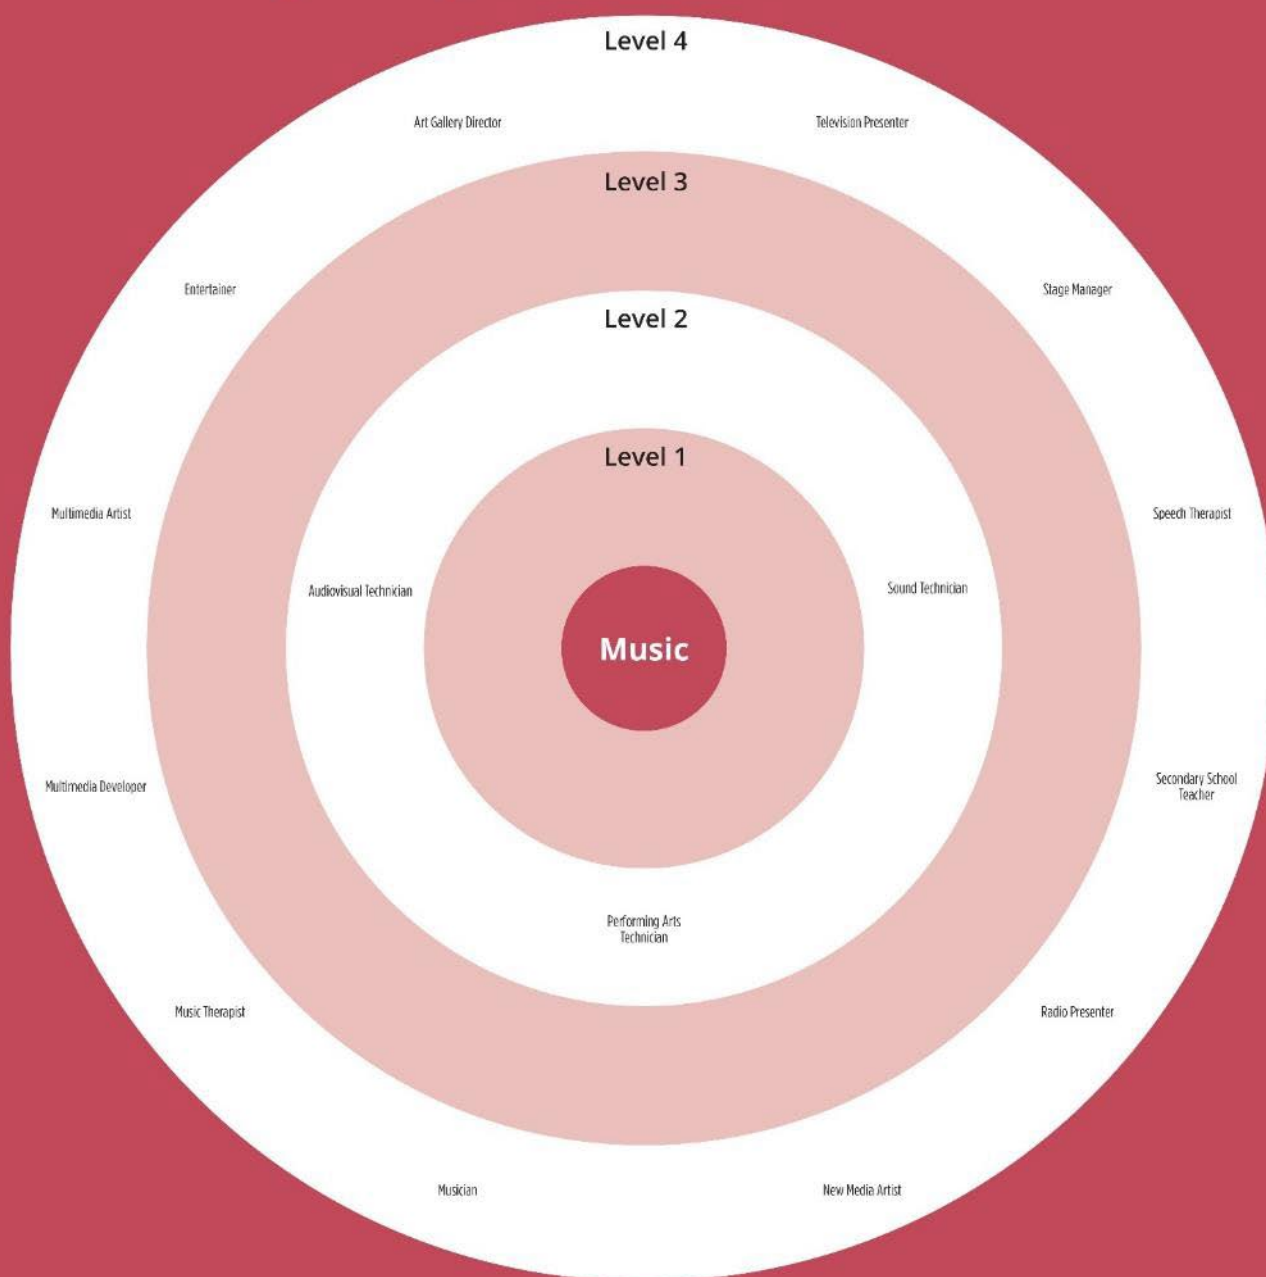 Level 4
Art Gallery Director
Television Presenter
Level 3
Entertainer
Stage Manager
Level 2
Level 1
Multimedia Artist
Speech Therapist
Audiovisual Technician
Sound Technician
Music
Multimedia Developer
Secondary School
Teacher
Performing Arts
Technician
Music Therapist
Radio Presenter
Musician
New Media Artist